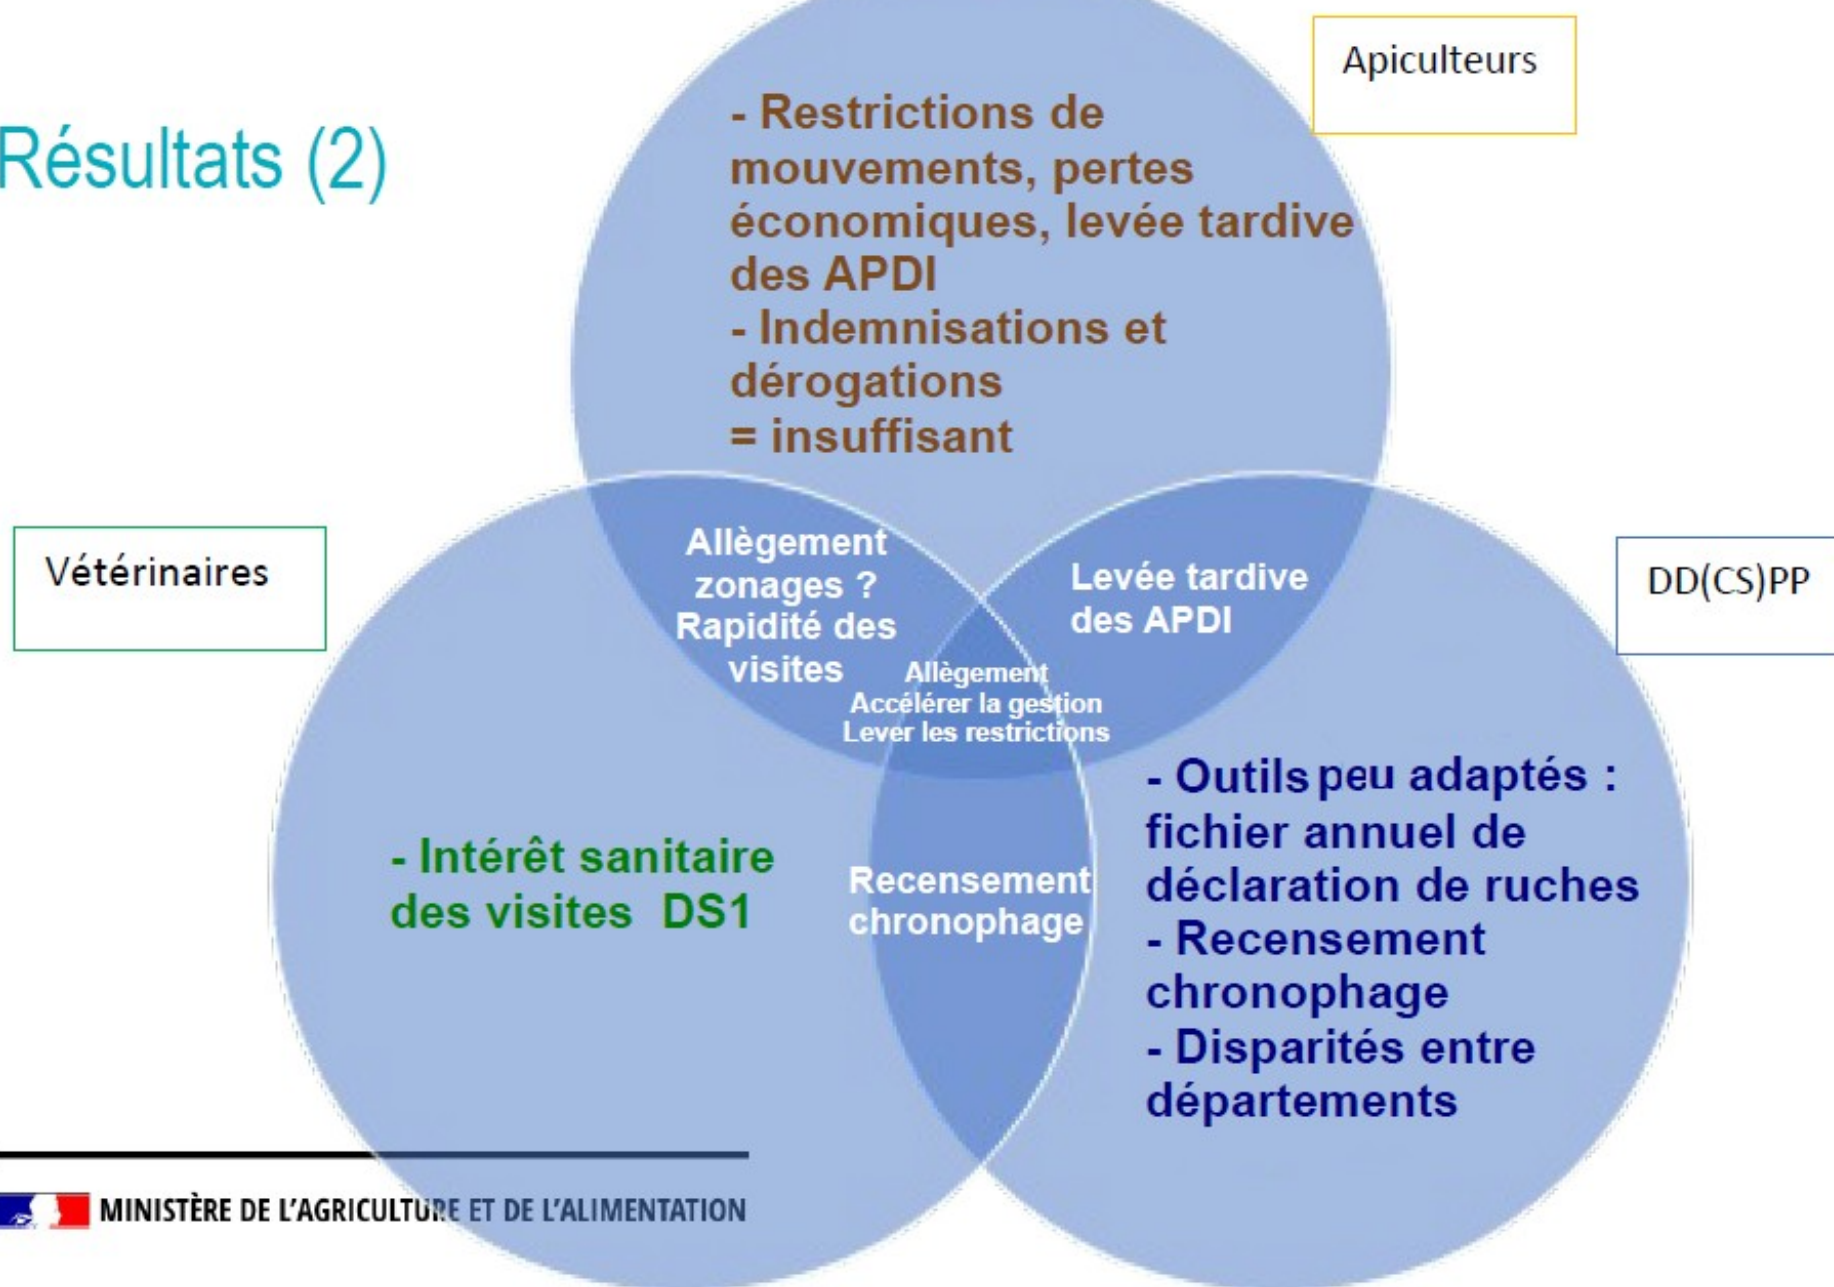 Résultats (2)
Apiculteurs
- Restrictions de
mouvements, pertes
économiques, levée tardive
des APDI
- Indemnisations et
dérogations
= insuffisant
Vétérinaires
DD(CS)PP
Allègement
zonages ?
Rapidité des
visites
Levée tardive
des APDI
Allègement
Accélérer la gestion
Lever les restrictions
- Intérêt sanitaire
des visites DS1
Recensement
chronophage
- Outils peu adaptés :
fichier annuel de
déclaration de ruches
- Recensement
chronophage
- Disparités entre
départements
MINISTÈRE DE L'AGRICULTURE ET DE L'ALIMENTATION